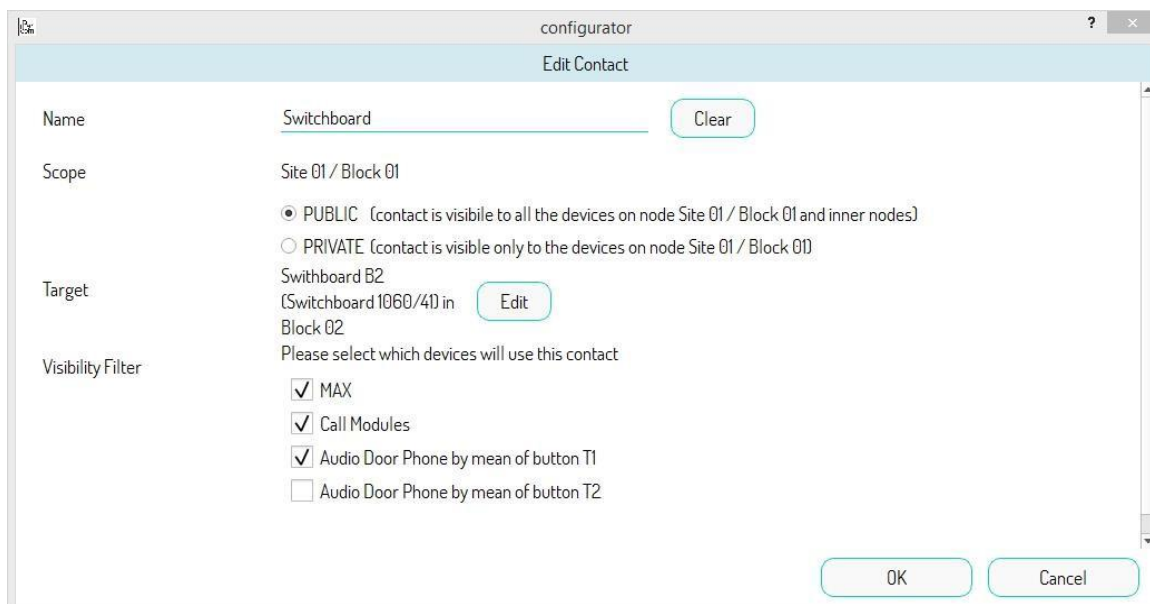 configurator
?
Edit Contact
Name
Switchboard
Clear
Scope
Site 01 / Block 01
PUBLIC (contact is visibile to all the devices on node Site 01 / Block 01 and inner nodes)
PRIVATE (contact is visible only to the devices on node Site 01 / Block 01)
Target
Swithboard B2
(Switchboard 1060/41) in
Block 02
Edit
Visibility Filter
Please select which devices will use this contact
MAX
Call Modules
Audio Door Phone by mean of button T1
Audio Door Phone by mean of button T2
OK
Cancel